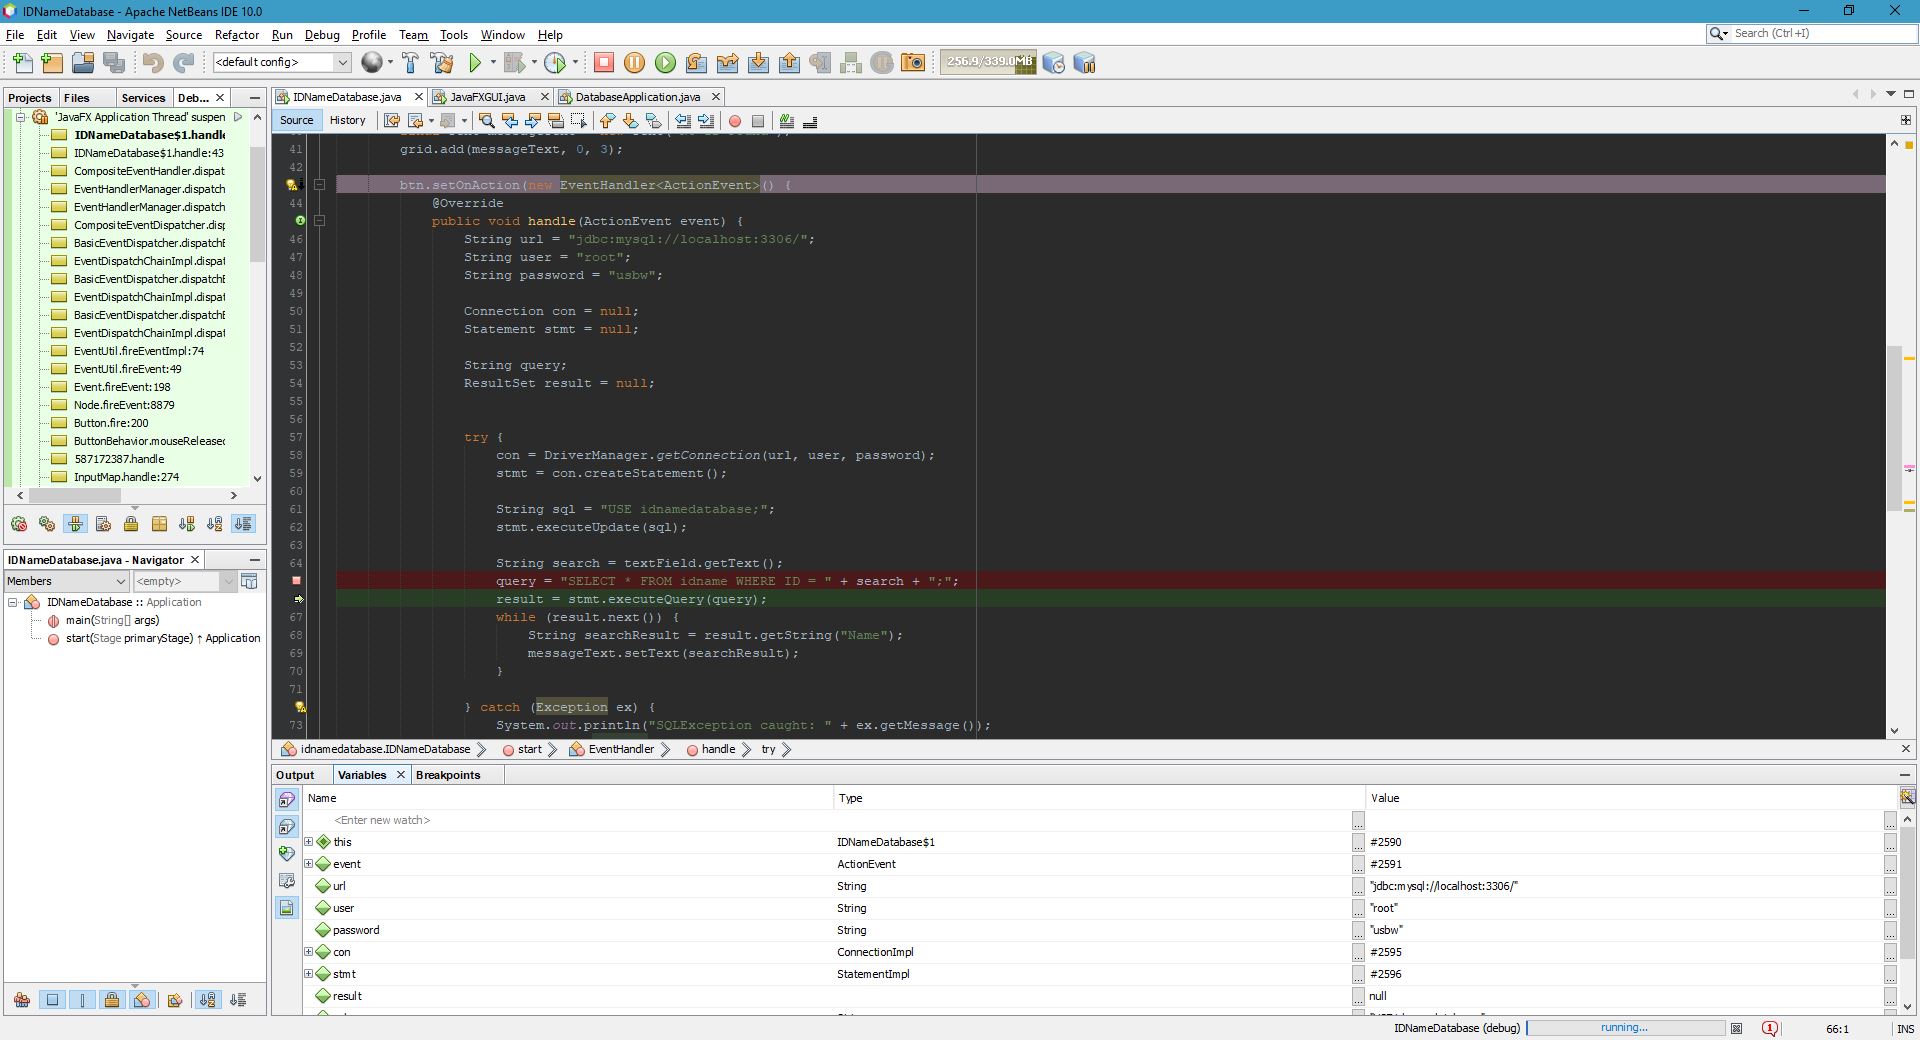 IDNameDatabase - Apache NetBeans IDE 10.0
File Edit View Navigate Source Refactor Run Debug Profile Team Tools Window Help
Search (Ctrl+I)
<default config>
256.9/339.0MB
Projects Files Services Deb...
'JavaFX Application Thread' suspen
IDNameDatabase$1.handle
IDNameDatabase$1.handle:43
CompositeEventHandler.dispat
EventHandlerManager.dispatch
EventHandlerManager.dispatch
CompositeEventDispatcher.disp
BasicEventDispatcher.dispatchE
EventDispatchChainImpl.dispat
BasicEventDispatcher.dispatchE
EventDispatchChainImpl.dispat
BasicEventDispatcher.dispatchE
EventDispatchChainImpl.dispat
EventUtil.fireEventImpl:74
EventUtil.fireEvent:49
Event.fireEvent:198
Node.fireEvent:8879
Button.fire:200
ButtonBehavior.mouseReleased
587172387.handle
InputMap.handle:274
IDNameDatabase.java - Navigator
Members <empty>
IDNameDatabase :: Application
main(String[] args)
start(Stage primaryStage) ↑ Application
IDNameDatabase.java JavaFXGUI.java DatabaseApplication.java
Source History
41 grid.add(messageText, 0, 3);
42
btn.setOnAction(new EventHandler<ActionEvent>() {
44 @Override
public void handle(ActionEvent event) {
46 String url = "jdbc:mysql://localhost:3306/";
47 String user = "root";
48 String password = "usbw";
49
50 Connection con = null;
51 Statement stmt = null;
52
53 String query;
54 ResultSet result = null;
55
56
57 try {
58 con = DriverManager.getConnection(url, user, password);
59 stmt = con.createStatement();
60
61 String sql = "USE idnamedatabase;";
62 stmt.executeUpdate(sql);
63
64 String search = textField.getText();
query = "SELECT * FROM idname WHERE ID = " + search + ";";
result = stmt.executeQuery(query);
67 while (result.next()) {
68 String searchResult = result.getString("Name");
69 messageText.setText(searchResult);
70 }
71
} catch (Exception ex) {
73 System.out.println("SQLException caught: " + ex.getMessage());
idnamedatabase.IDNameDatabase start EventHandler handle try
Output Variables Breakpoints
Name Type Value
<Enter new watch>
this IDNameDatabase$1 #2590
event ActionEvent #2591
url String "jdbc:mysql://localhost:3306/"
user String "root"
password String "usbw"
con ConnectionImpl #2595
stmt StatementImpl #2596
result null
IDNameDatabase (debug) running... 1 66:1 INS